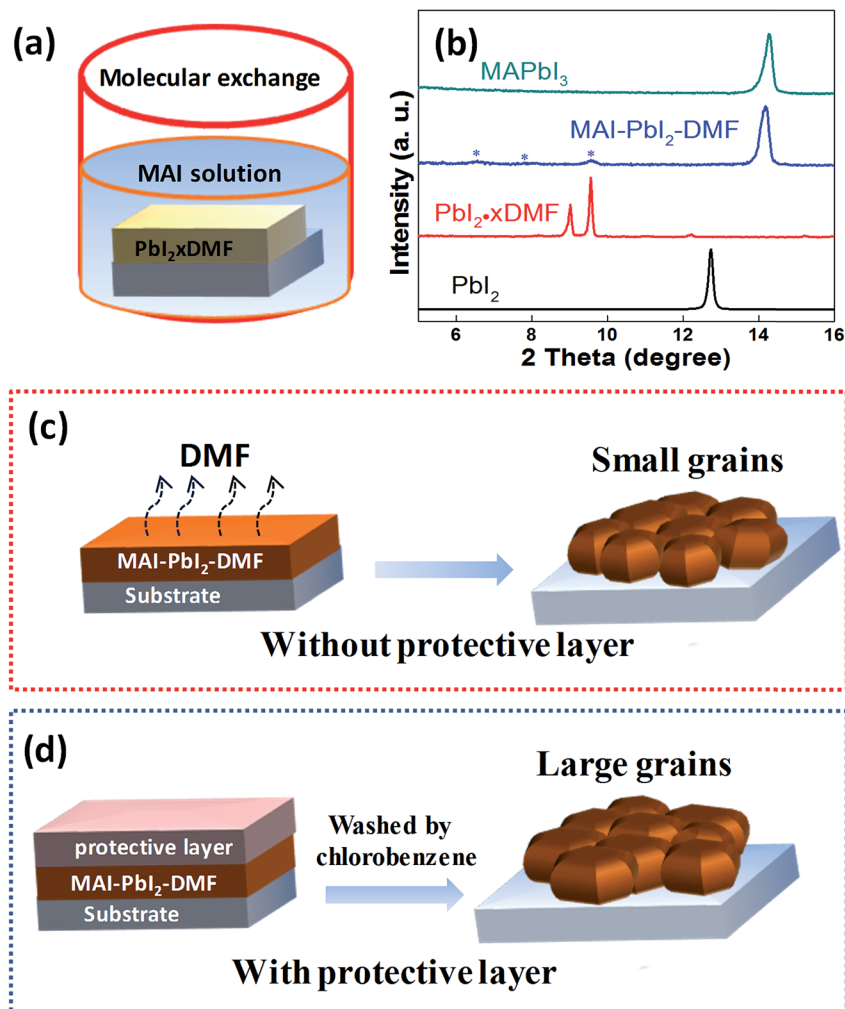 (a)
Molecular exchange
MAI solution
PbI₂xDMF
(b)
Intensity (a. u.)
MAPbI₃
MAI-PbI₂-DMF
* * *
PbI₂•xDMF
PbI₂
6 8 10 12 14 16
2 Theta (degree)
(c)
DMF
MAI-PbI₂-DMF
Substrate
Small grains
Without protective layer
(d)
protective layer
MAI-PbI₂-DMF
Substrate
Washed by
chlorobenzene
Large grains
With protective layer